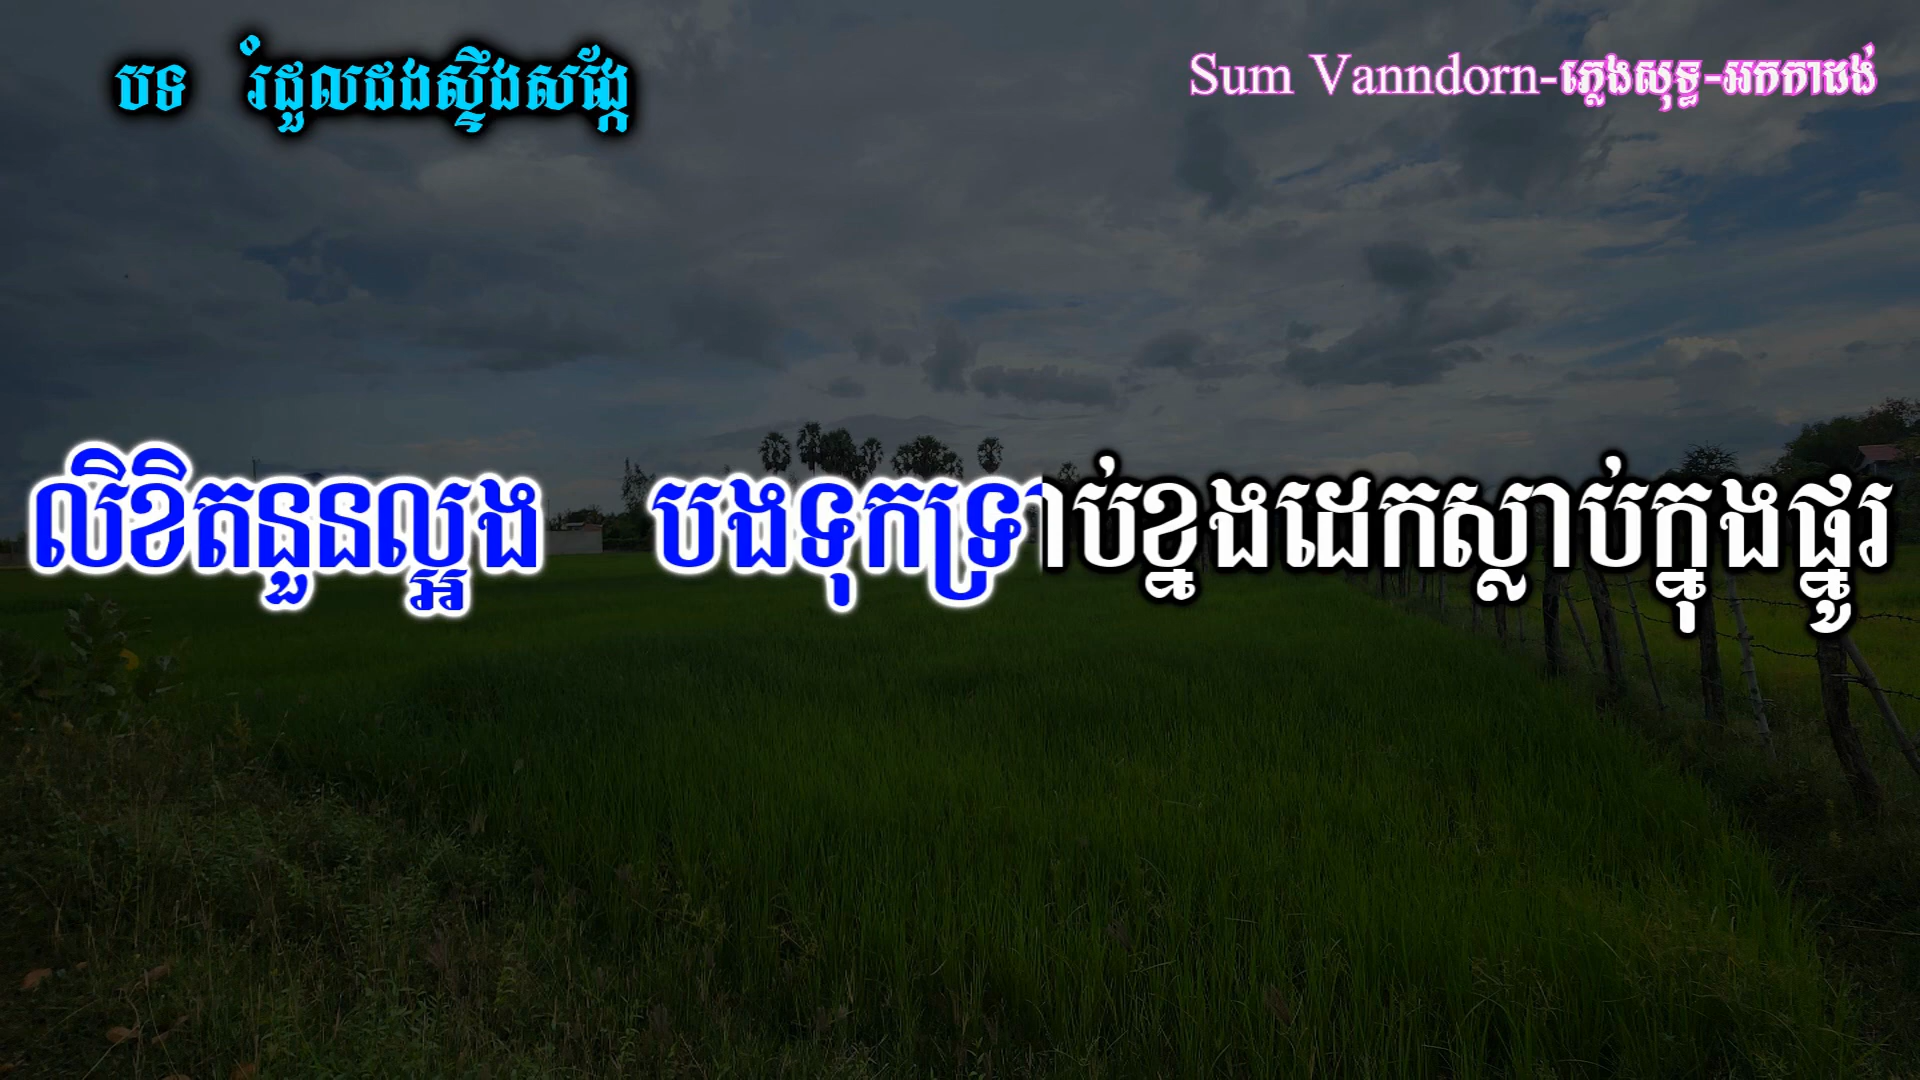 បទ រំដួលដងស្ទឹងសង្កែ
Sum Vanndorn-ភ្លេងសុទ្ធ-អកកាដង់
លិខិតនួនល្អង បងទុកទ្រាប់ខ្នងដេកស្លាប់ក្នុងផ្នូរ